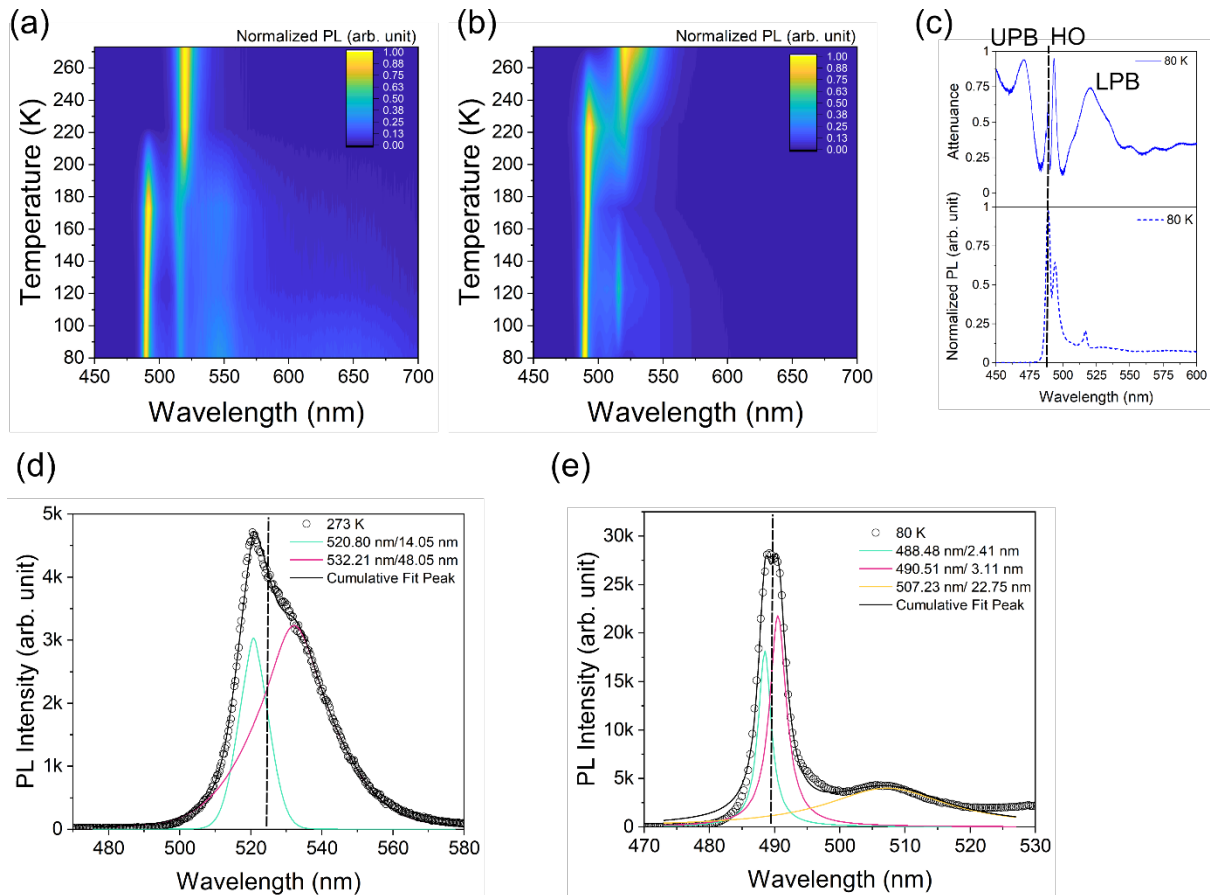 (a)
Normalized PL (arb. unit)
1.00
0.88
0.75
0.63
0.50
0.38
0.25
0.13
0.00
Temperature (K)
260
240
220
200
180
160
140
120
100
80
450 500 550 600 650 700
Wavelength (nm)
(b)
Normalized PL (arb. unit)
1.00
0.88
0.75
0.63
0.50
0.38
0.25
0.13
0.00
Temperature (K)
260
240
220
200
180
160
140
120
100
80
450 500 550 600 650 700
Wavelength (nm)
(c)
UPB HO
80 K
LPB
Attenuance
1
0.75
0.5
0.25
0
80 K
Normalized PL (arb. unit)
1
0.75
0.5
0.25
0
450 475 500 525 550 575 600
Wavelength (nm)
(d)
273 K
520.80 nm/14.05 nm
532.21 nm/48.05 nm
Cumulative Fit Peak
PL Intensity (arb. unit)
5k
4k
3k
2k
1k
0
470 500 520 540 560 580
Wavelength (nm)
(e)
80 K
488.48 nm/2.41 nm
490.51 nm/ 3.11 nm
507.23 nm/ 22.75 nm
Cumulative Fit Peak
PL Intensity (arb. unit)
30k
25k
20k
15k
10k
5k
0
470 480 490 500 510 520 530
Wavelength (nm)